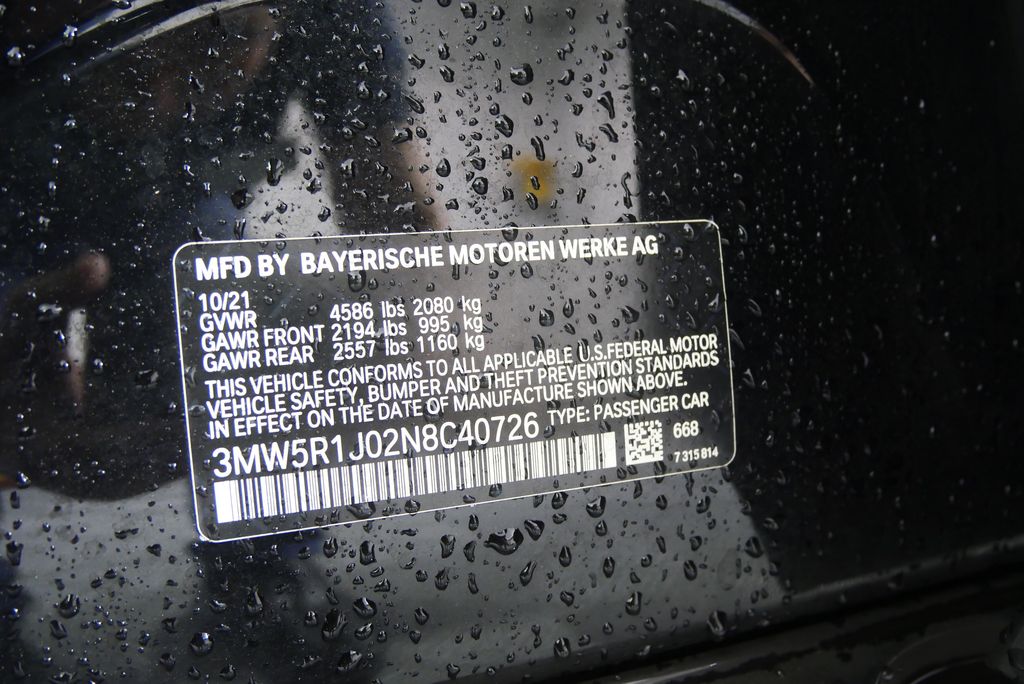 MFD BY BAYERISCHE MOTOREN WERKE AG
10/21
GVWR 4586 lbs 2080 kg
GAWR FRONT 2194 lbs 995 kg
GAWR REAR 2557 lbs 1160 kg
THIS VEHICLE CONFORMS TO ALL APPLICABLE U.S.FEDERAL MOTOR
VEHICLE SAFETY, BUMPER AND THEFT PREVENTION STANDARDS
IN EFFECT ON THE DATE OF MANUFACTURE SHOWN ABOVE.
3MW5R1J02N8C40726 TYPE: PASSENGER CAR
668
7 315 814